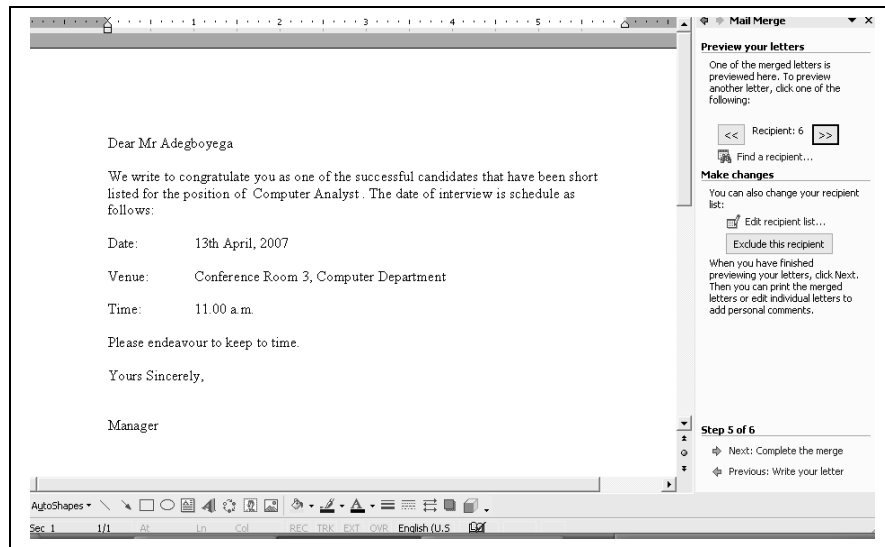 1 2 3 4 5
Mail Merge
Dear Mr Adegboyega
We write to congratulate you as one of the successful candidates that have been short
listed for the position of Computer Analyst . The date of interview is schedule as
follows:
Date: 13th April, 2007
Venue: Conference Room 3, Computer Department
Time: 11.00 a.m.
Please endeavour to keep to time.
Yours Sincerely,
Manager
Preview your letters
One of the merged letters is
previewed here. To preview
another letter, click one of the
following:
<< Recipient: 6 >>
Find a recipient...
Make changes
You can also change your recipient
list:
Edit recipient list...
Exclude this recipient
When you have finished
previewing your letters, click Next.
Then you can print the merged
letters or edit individual letters to
add personal comments.
Step 5 of 6
Next: Complete the merge
Previous: Write your letter
AutoShapes
Sec 1 1/1 At Ln Col REC TRK EXT OVR English (U.S